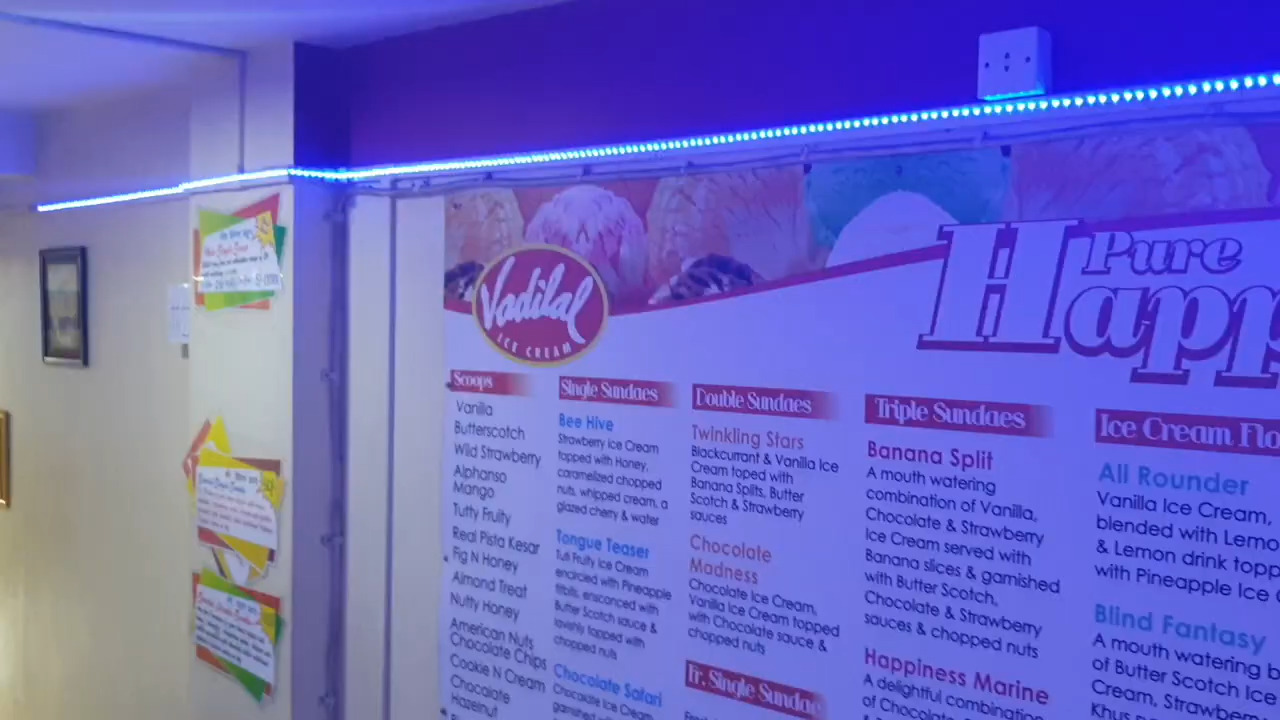 Vadilal
ICE CREAM
Pure
Happ
Scoops
Vanilla
Butterscotch
Wild Strawberry
Alphanso
Mango
Tutty Fruity
Real Pista Kesar
Fig N Honey
Almond Treat
Nutty Honey
American Nuts
Chocolate Chips
Cookie N Cream
Chocolate
Hazelnut
Single Sundaes
Bee Hive
Strawberry Ice Cream
topped with Honey,
caramelized chopped
nuts, whipped cream, a
glazed cherry & water
Tongue Teaser
Tuti Fruity Ice Cream
encircled with Pineapple
titbits, ensconced with
Butter Scotch sauce &
lavishly topped with
chopped nuts
Chocolate Safari
Chocolate Ice Cream,
garnished
Double Sundaes
Twinkling Stars
Blackcurrant & Vanilla Ice
Cream toped with
Banana Splits, Butter
Scotch & Strawberry
sauces
Chocolate
Madness
Chocolate Ice Cream,
Vanilla Ice Cream topped
with Chocolate sauce &
chopped nuts
Fr. Single Sundae
Triple Sundaes
Banana Split
A mouth watering
combination of Vanilla,
Chocolate & Strawberry
Ice Cream served with
Banana slices & garnished
with Butter Scotch,
Chocolate & Strawberry
sauces & chopped nuts
Happiness Marine
A delightful combination
of Chocolate
Ice Cream Flo
All Rounder
Vanilla Ice Cream,
blended with Lemo
& Lemon drink topp
with Pineapple Ice
Blind Fantasy
A mouth watering b
of Butter Scotch Ice
Cream, Strawber
Khus